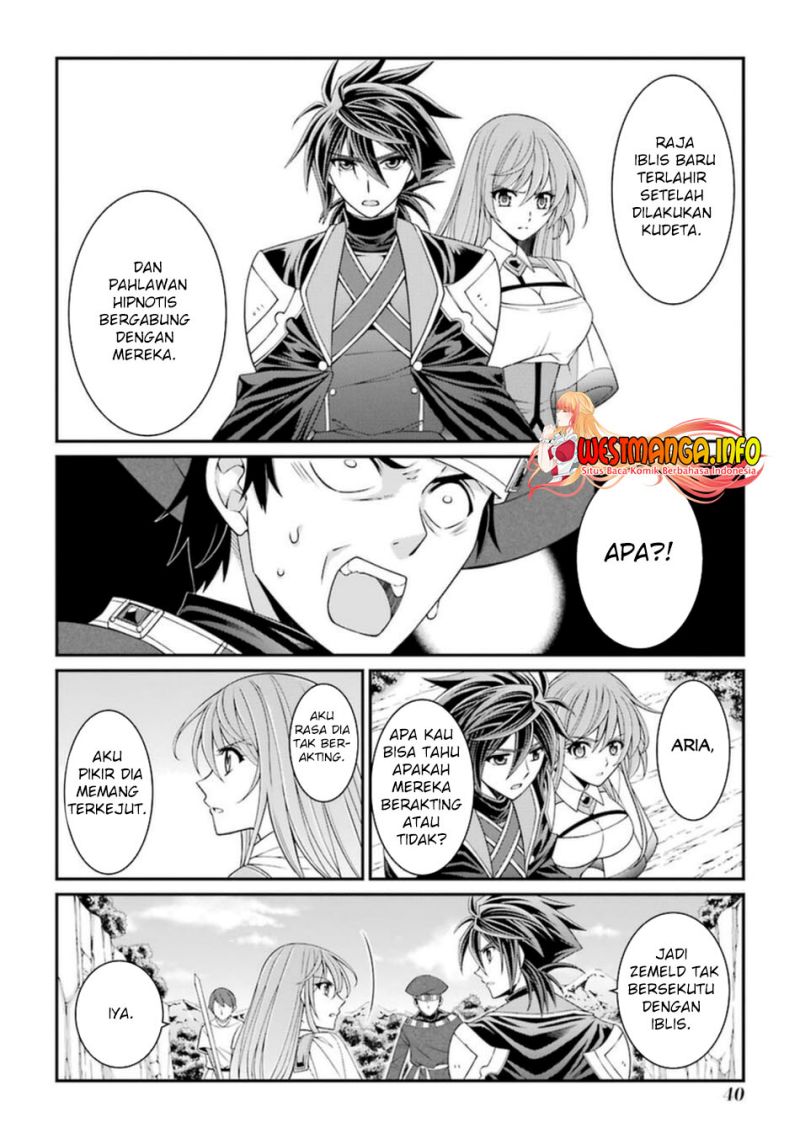 RAJA
IBLIS BARU
TERLAHIR
SETELAH
DILAKUKAN
KUDETA.
DAN
PAHLAWAN
HIPNOTIS
BERGABUNG
DENGAN
MEREKA.
WESTMANGA.INFO
Situs Baca Komik Berbahasa Indonesia
APA?!
ARIA,
APA KAU
BISA TAHU
APAKAH
MEREKA
BERAKTING
ATAU
TIDAK?
AKU
RASA DIA
TAK BER-
AKTING.
AKU
PIKIR DIA
MEMANG
TERKEJUT.
JADI
ZEMELD TAK
BERSEKUTU
DENGAN
IBLIS.
IYA.
40